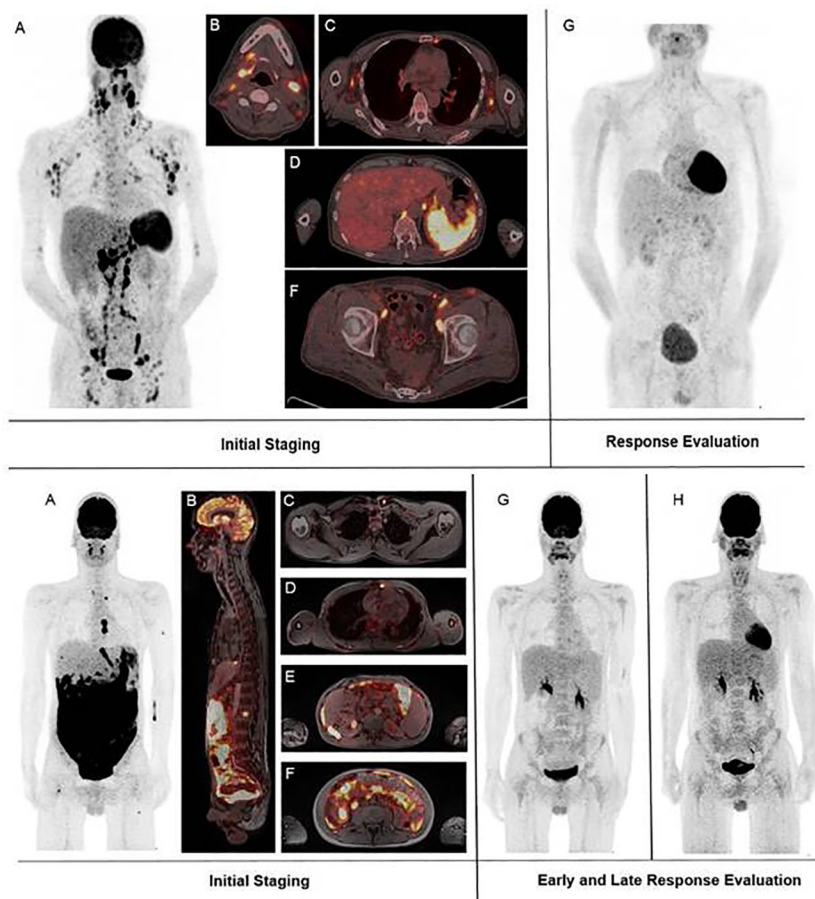 A
B
C
D
F
G
Initial Staging
Response Evaluation
A
B
C
D
E
F
G
H
Initial Staging
Early and Late Response Evaluation